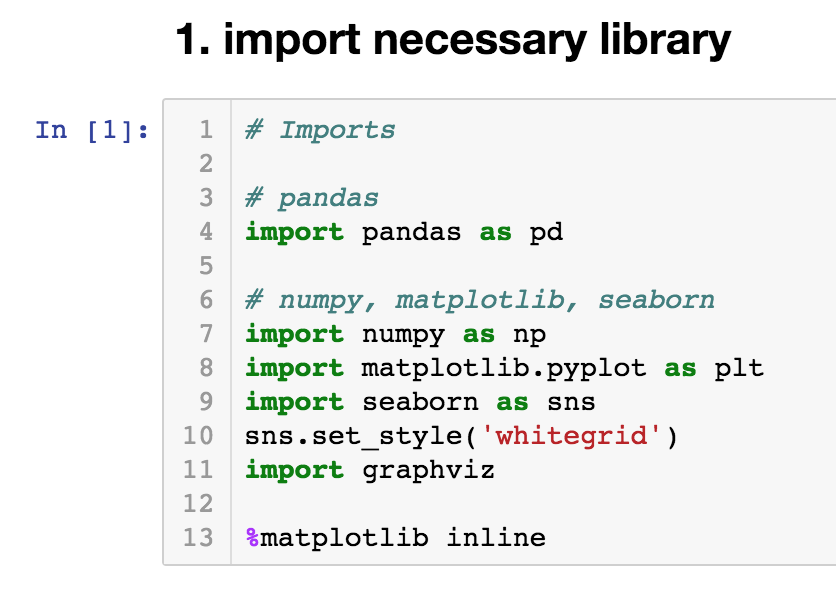 1. import necessary library
In [1]:
1 # Imports
2
3 # pandas
4 import pandas as pd
5
6 # numpy, matplotlib, seaborn
7 import numpy as np
8 import matplotlib.pyplot as plt
9 import seaborn as sns
10 sns.set_style('whitegrid')
11 import graphviz
12
13 %matplotlib inline